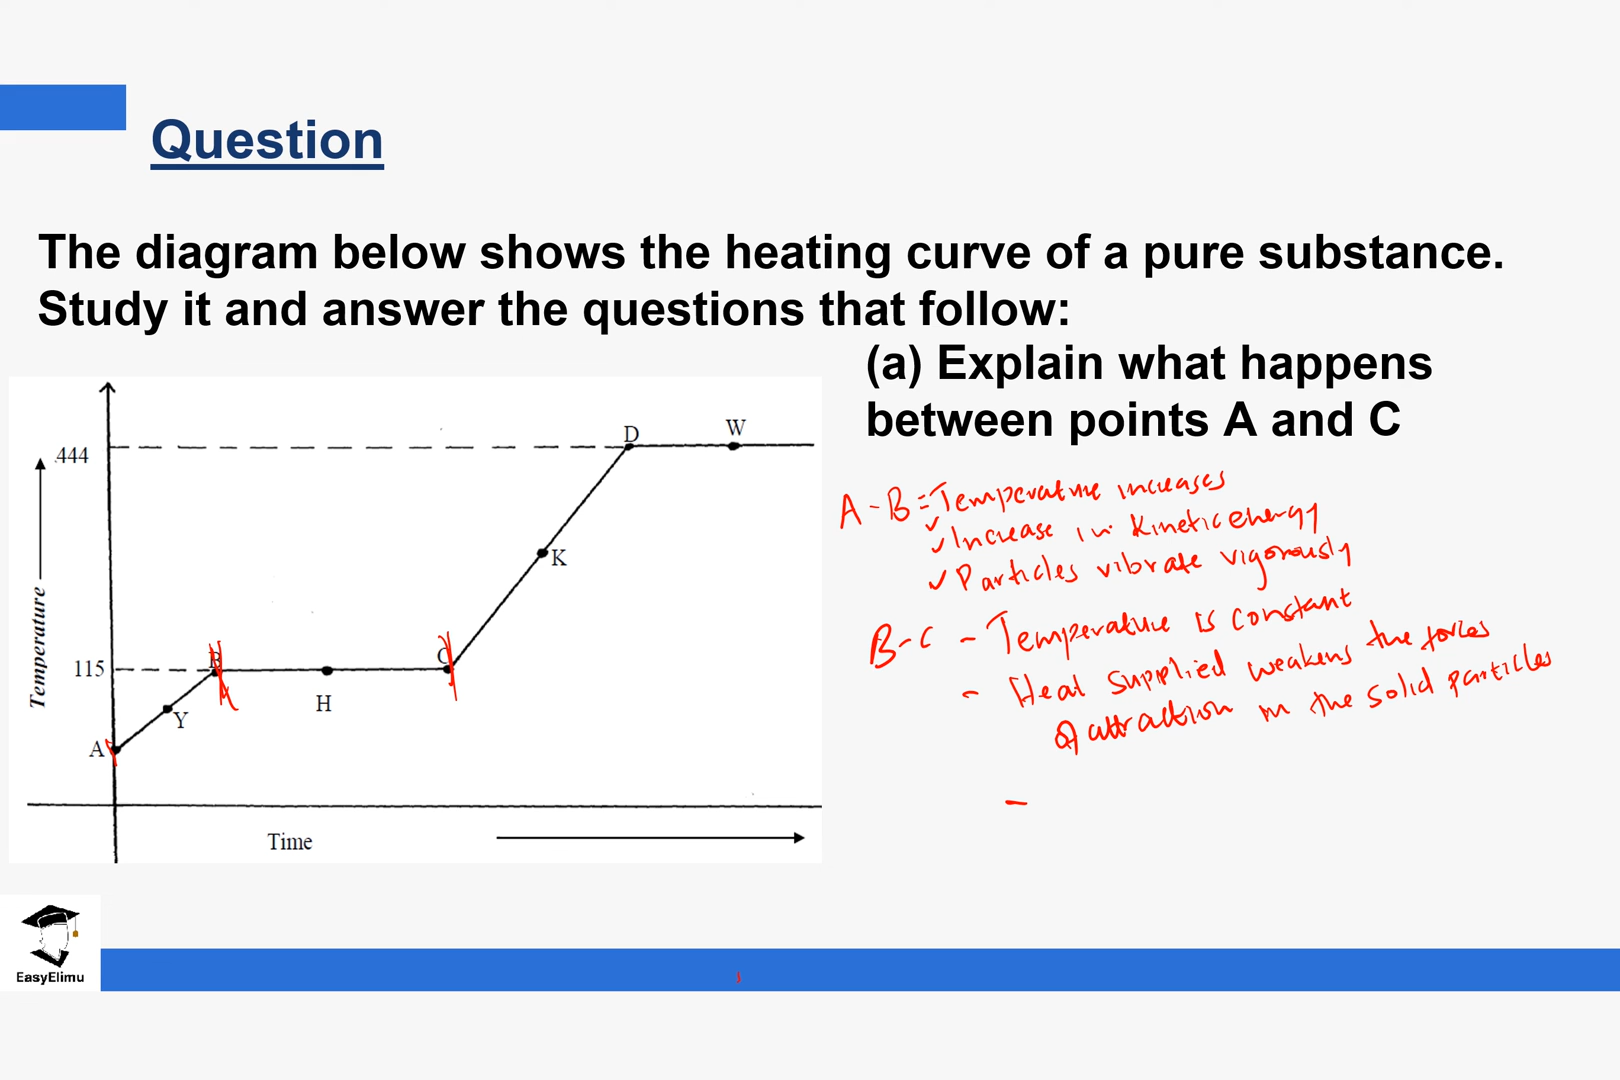 Question
The diagram below shows the heating curve of a pure substance.
Study it and answer the questions that follow:
(a) Explain what happens
between points A and C
D
W
444
K
Temperature
B
C
115
H
Y
A
Time
A - B = Temperature increases
✓ Increase in Kinetic energy
✓ Particles vibrate vigorously
B-C - Temperature is constant
- Heat supplied weakens the forces
of attraction in the solid particles
-
EasyElimu